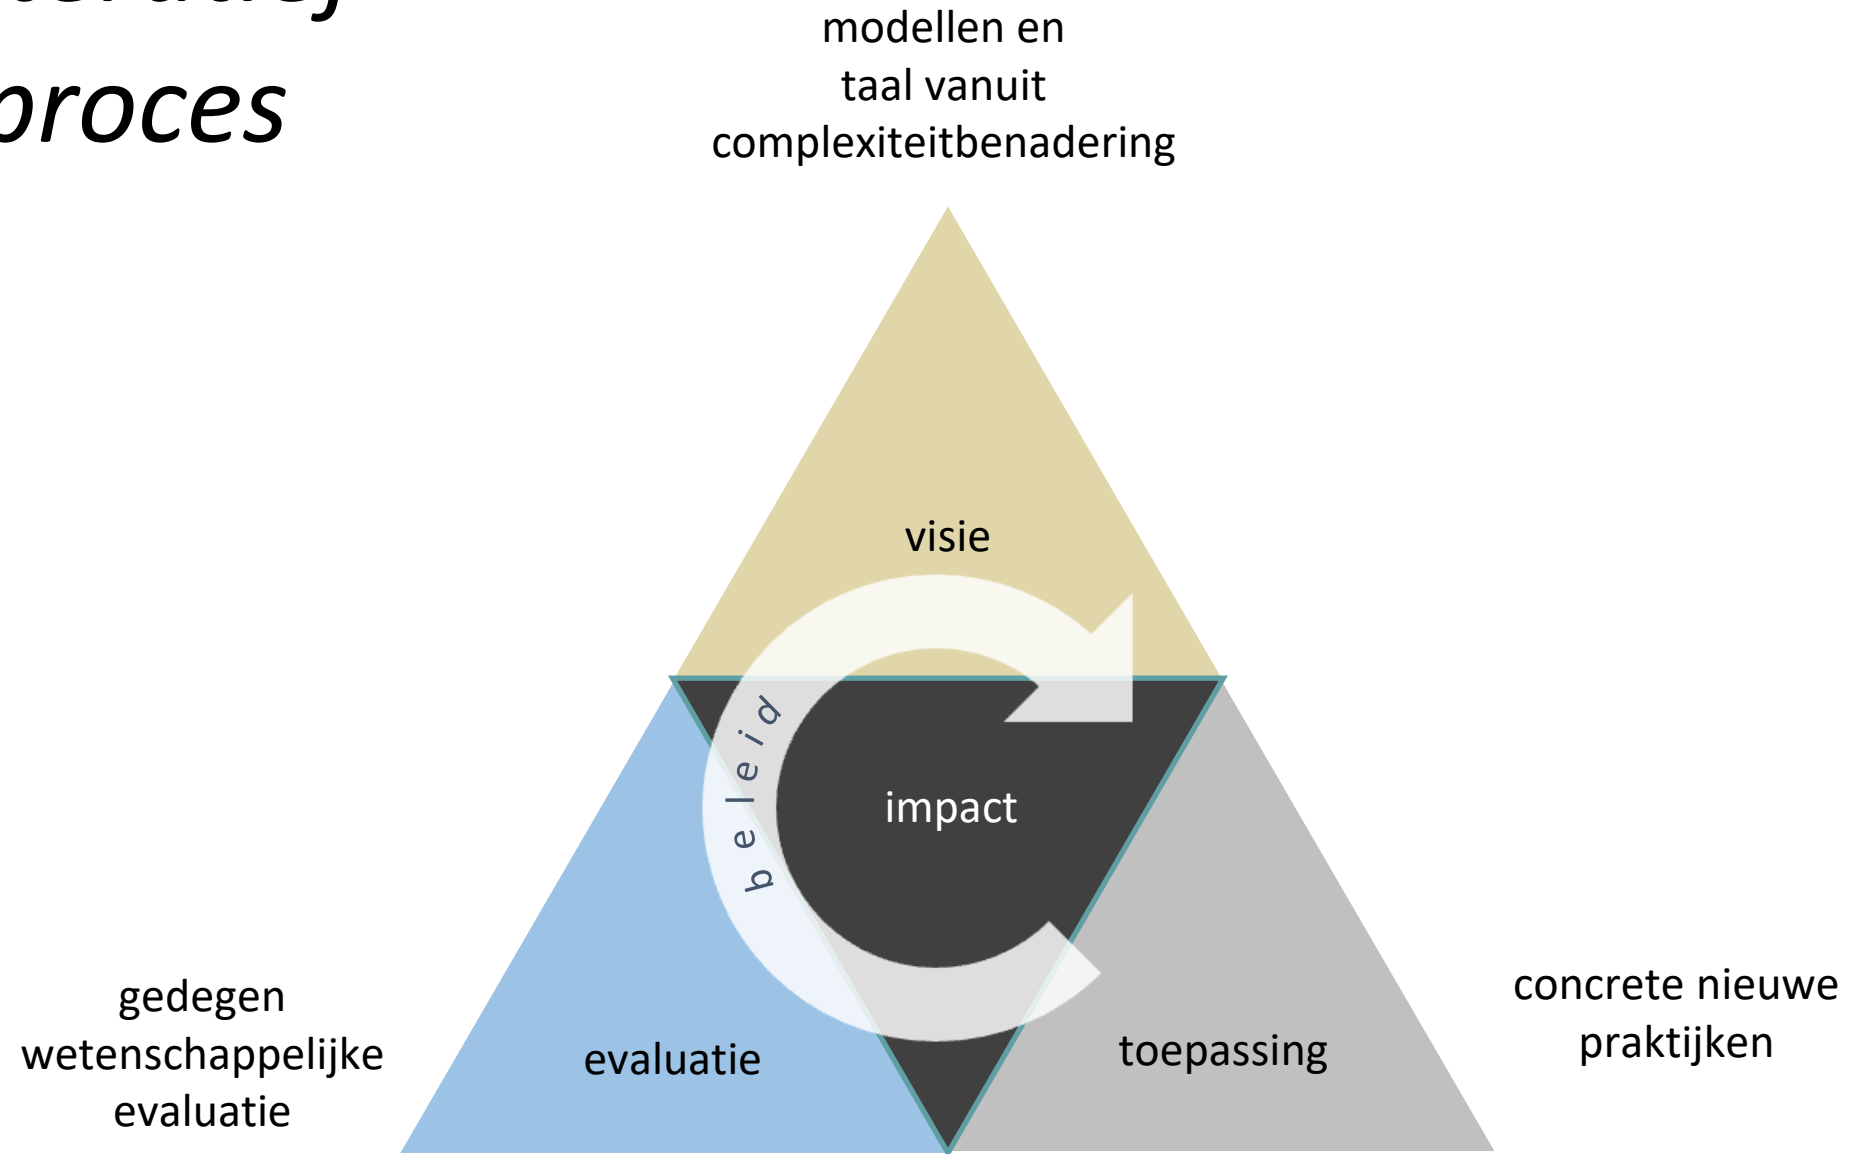 proces
modellen en
taal vanuit
complexiteitbenadering
visie
beleid
impact
gedegen
wetenschappelijke
evaluatie
evaluatie
toepassing
concrete nieuwe
praktijken